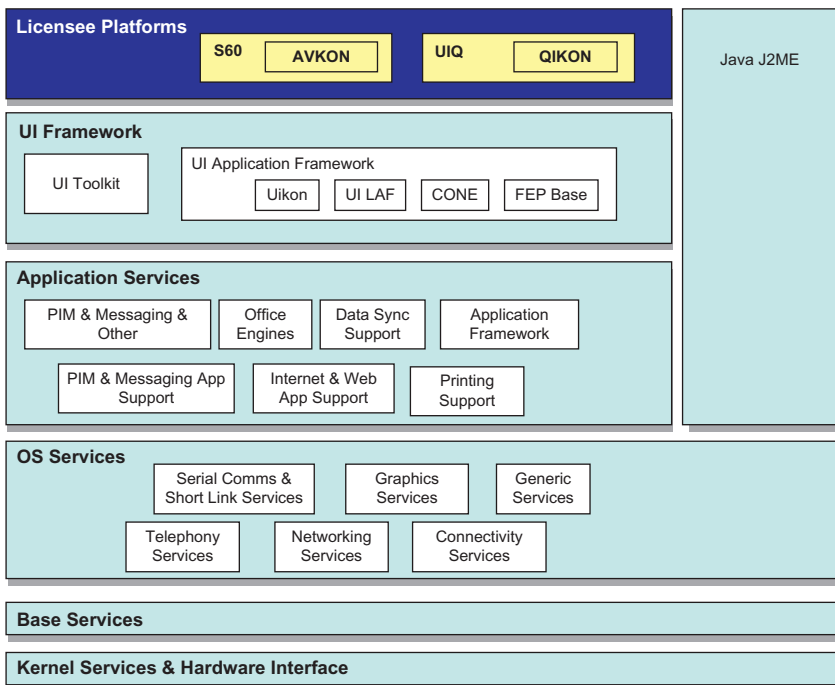 Licensee Platforms
S60
AVKON
UIQ
QIKON
Java J2ME
UI Framework
UI Toolkit
UI Application Framework
Uikon
UI LAF
CONE
FEP Base
Application Services
PIM & Messaging &
Other
Office
Engines
Data Sync
Support
Application
Framework
PIM & Messaging App
Support
Internet & Web
App Support
Printing
Support
OS Services
Serial Comms &
Short Link Services
Graphics
Services
Generic
Services
Telephony
Services
Networking
Services
Connectivity
Services
Base Services
Kernel Services & Hardware Interface